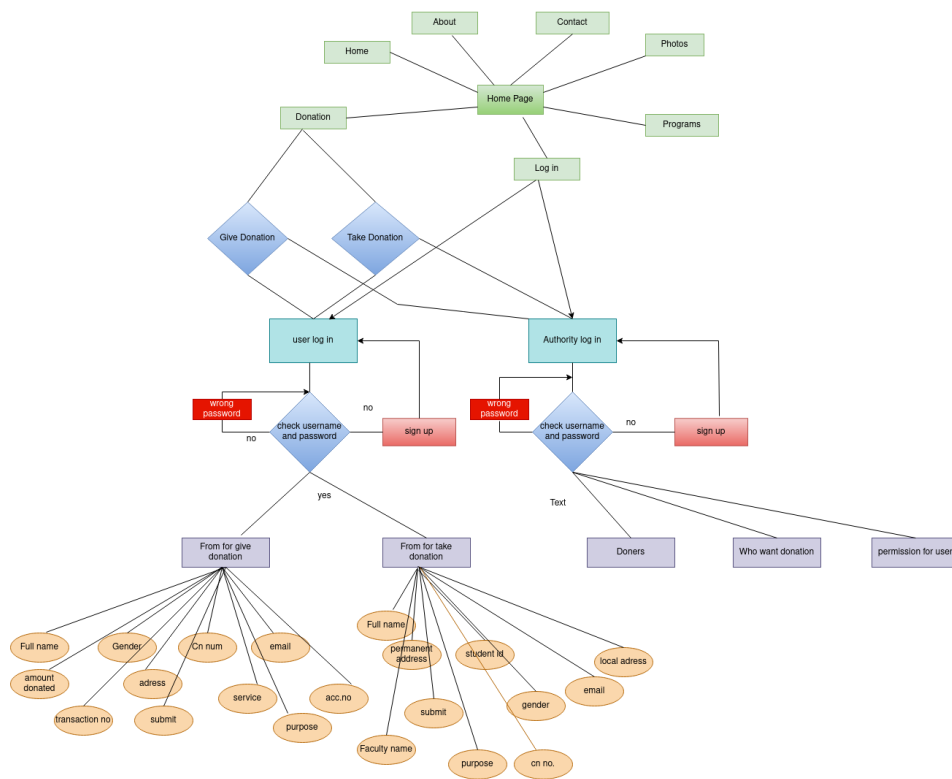 About
Contact
Photos
Home
Home Page
Donation
Programs
Log in
Give Donation
Take Donation
user log in
Authority log in
wrong
password
no
check username
and password
no
sign up
wrong
password
check username
and password
no
sign up
yes
Text
From for give
donation
From for take
donation
Doners
Who want donation
permission for user
Full name
Gender
Cn num
email
amount
donated
adress
service
acc.no
transaction no
submit
purpose
Full name
permanent
address
student id
local adress
submit
gender
email
Faculty name
purpose
cn no.